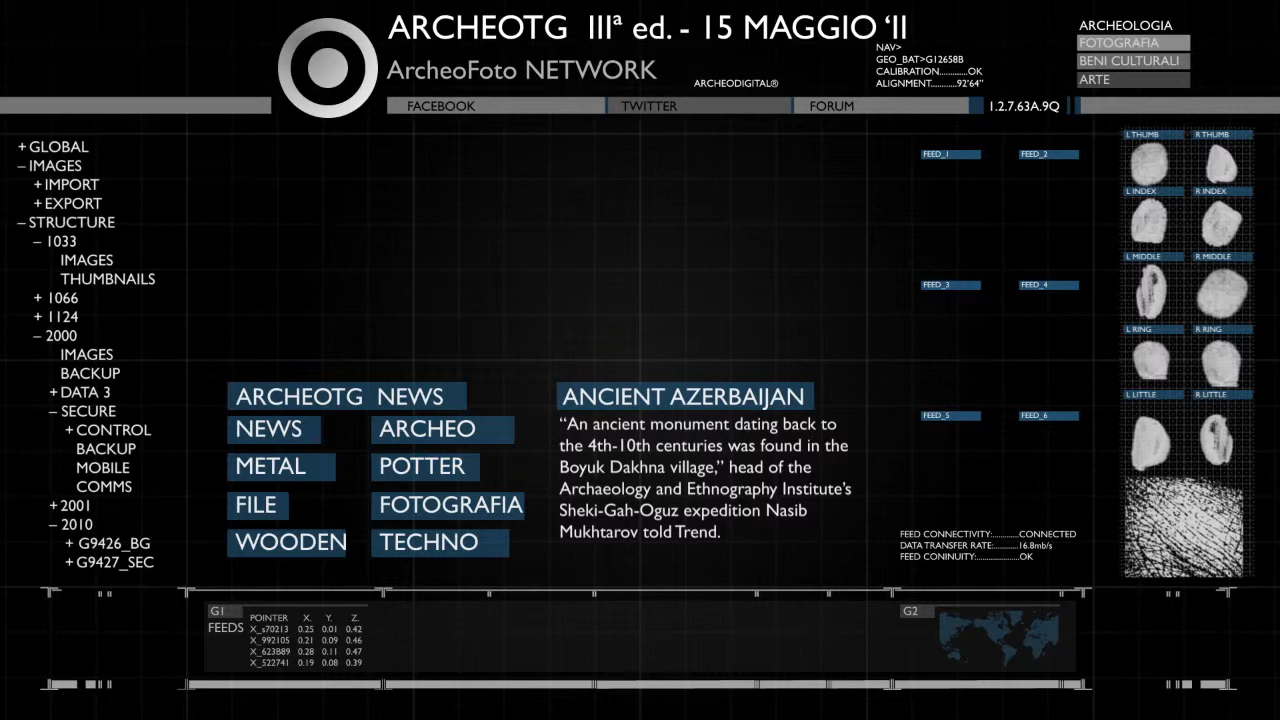 ARCHEOTG IIIª ed. - 15 MAGGIO ‘II
ArcheoFoto NETWORK
ARCHEODIGITAL®
NAV>
GEO_BAT>G12658B
CALIBRATION.............OK
ALIGNMENT............92’64”
ARCHEOLOGIA
FOTOGRAFIA
BENI CULTURALI
ARTE
FACEBOOK
TWITTER
FORUM
1.2.7.63A.9Q
+ GLOBAL
– IMAGES
+ IMPORT
+ EXPORT
– STRUCTURE
– 1033
IMAGES
THUMBNAILS
+ 1066
+ 1124
– 2000
IMAGES
BACKUP
+ DATA 3
– SECURE
+ CONTROL
BACKUP
MOBILE
COMMS
+ 2001
– 2010
+ G9426_BG
+ G9427_SEC
ARCHEOTG NEWS
NEWS
ARCHEO
METAL
POTTER
FILE
FOTOGRAFIA
WOODEN
TECHNO
ANCIENT AZERBAIJAN
“An ancient monument dating back to
the 4th-10th centuries was found in the
Boyuk Dakhna village,” head of the
Archaeology and Ethnography Institute’s
Sheki-Gah-Oguz expedition Nasib
Mukhtarov told Trend.
FEED_1
FEED_2
FEED_3
FEED_4
FEED_5
FEED_6
FEED CONNECTIVITY:...........CONNECTED
DATA TRANSFER RATE:..........16.8mb/s
FEED CONINUITY:.................OK
L THUMB
R THUMB
L INDEX
R INDEX
L MIDDLE
R MIDDLE
L RING
R RING
L LITTLE
R LITTLE
G1
FEEDS
POINTER X. Y. Z.
X_s70213 0.25 0.01 0.42
X_992105 0.21 0.09 0.46
X_623B89 0.28 0.11 0.47
X_522741 0.19 0.08 0.39
G2